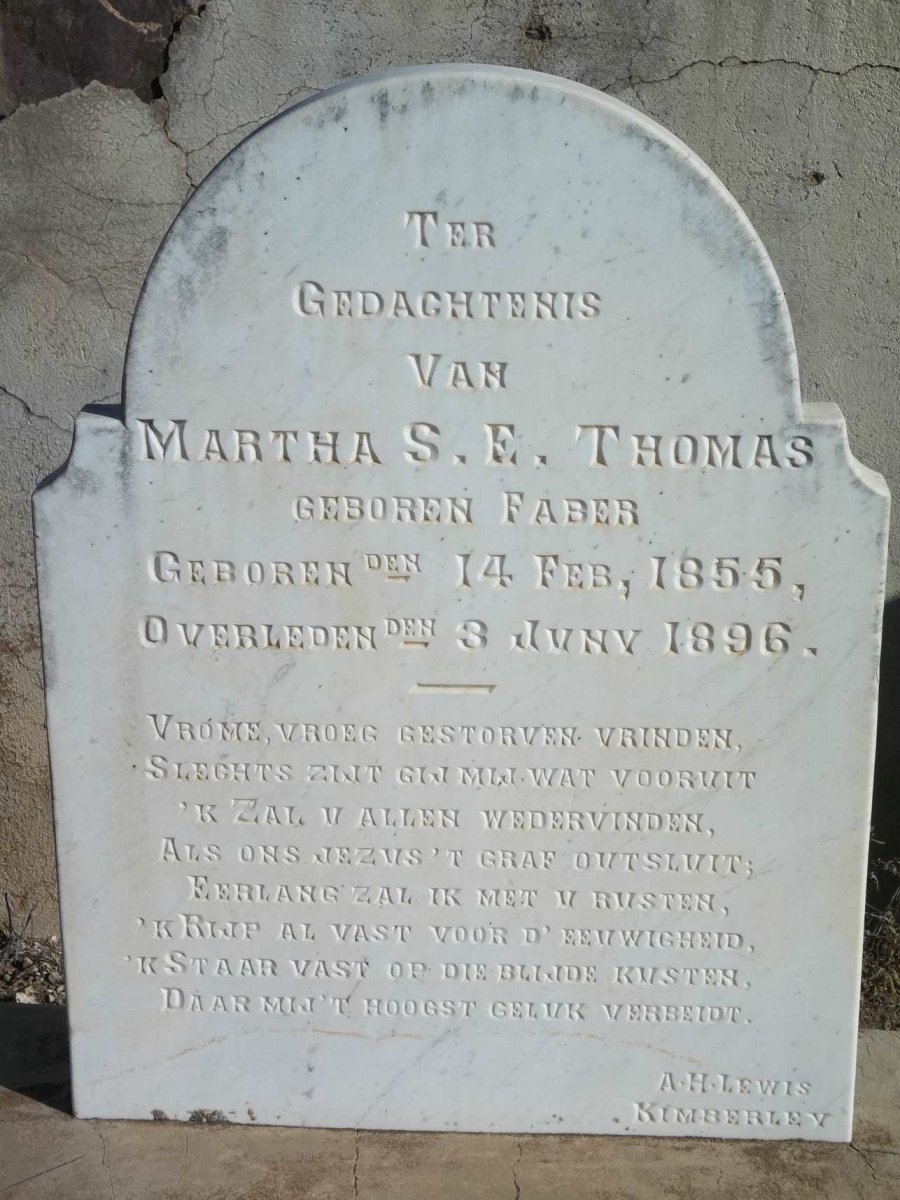 TER
GEDACHTENIS
VAN
MARTHA S. E. THOMAS
GEBOREN FABER
GEBOREN DEN 14 FEB, 1855,
OVERLEDEN DEN 3 JUNY 1896.
VROME, VROEG GESTORVEN VRINDEN,
SLECHTS ZIJT GIJ MIJ WAT VOORUIT
'K ZAL U ALLEN WEDERVINDEN,
ALS ONS JEZUS 'T GRAF OUTSLUIT;
EERLANG ZAL IK MET U RUSTEN,
'K RIJP AL VAST VOOR D' EEUWIGHEID,
'K STAAR VAST OP DIE BLIJDE KUSTEN,
DAAR MIJ 'T HOOGST GELUK VERBEIDT.
A·H·LEWIS
KIMBERLEY